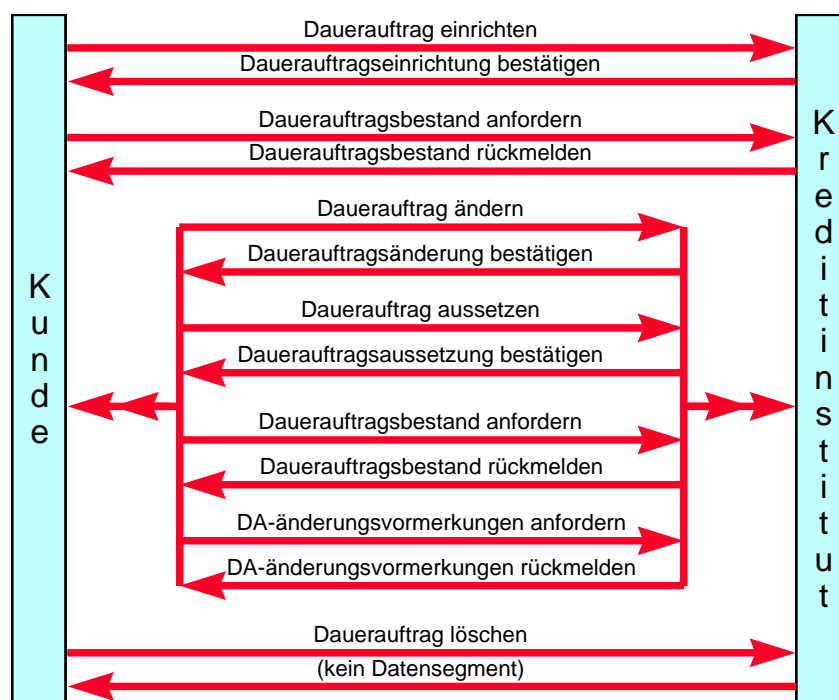 Dauerauftrag einrichten
Dauerauftragseinrichtung bestätigen
Dauerauftragsbestand anfordern
Dauerauftragsbestand rückmelden
Dauerauftrag ändern
Dauerauftragsänderung bestätigen
Dauerauftrag aussetzen
Dauerauftragsaussetzung bestätigen
Dauerauftragsbestand anfordern
Dauerauftragsbestand rückmelden
DA-änderungsvormerkungen anfordern
DA-änderungsvormerkungen rückmelden
Dauerauftrag löschen
(kein Datensegment)
Kunde
Kreditinstitut